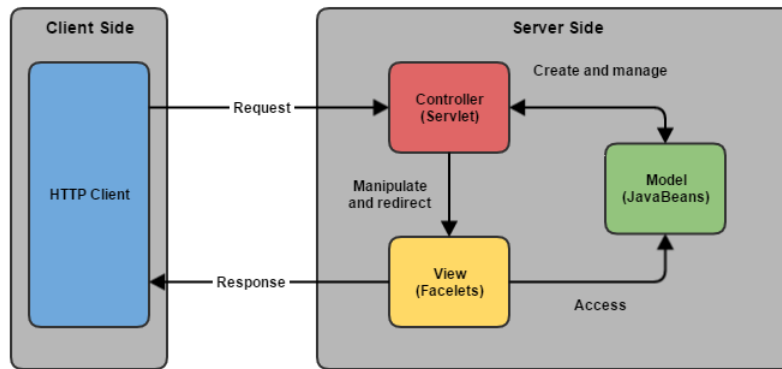 Client Side
Server Side
HTTP Client
Request
Controller
(Servlet)
Create and manage
Model
(JavaBeans)
Manipulate
and redirect
View
(Facelets)
Response
Access